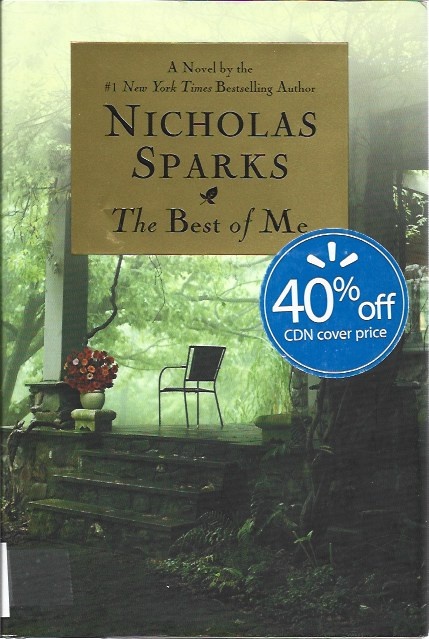 A Novel by the
#1 New York Times Bestselling Author
NICHOLAS
SPARKS
The Best of Me
40% off
CDN cover price